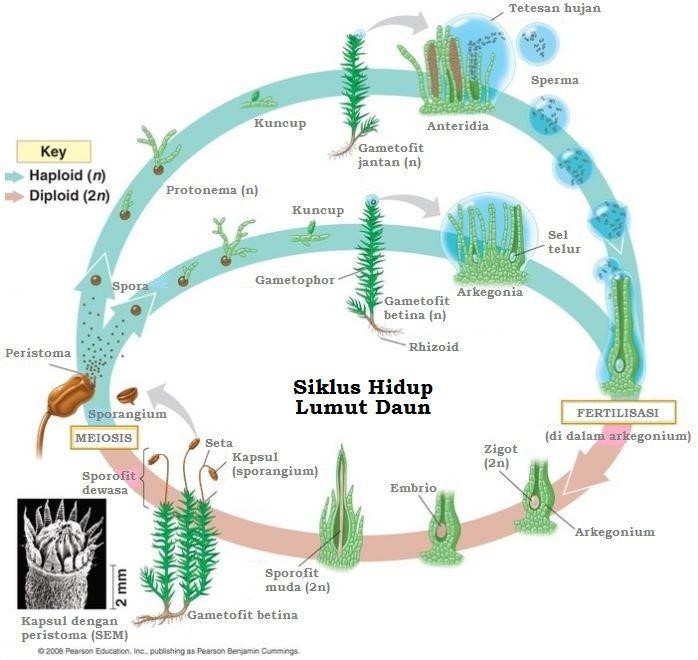 Tetesan hujan
Sperma
Kuncup
Anteridia
Key
Haploid (n)
Diploid (2n)
Gametofit
jantan (n)
Protonema (n)
Kuncup
Sel
telur
Spora
Gametophor
Arkegonia
Gametofit
betina (n)
Peristoma
Rhizoid
Siklus Hidup
Lumut Daun
Sporangium
FERTILISASI
(di dalam arkegonium)
MEIOSIS
Seta
Kapsul
(sporangium)
Zigot
(2n)
Sporofit
dewasa
Embrio
Arkegonium
2 mm
Sporofit
muda (2n)
Gametofit betina
Kapsul dengan
peristoma (SEM)
© 2008 Pearson Education, Inc., publishing as Pearson Benjamin Cummings.